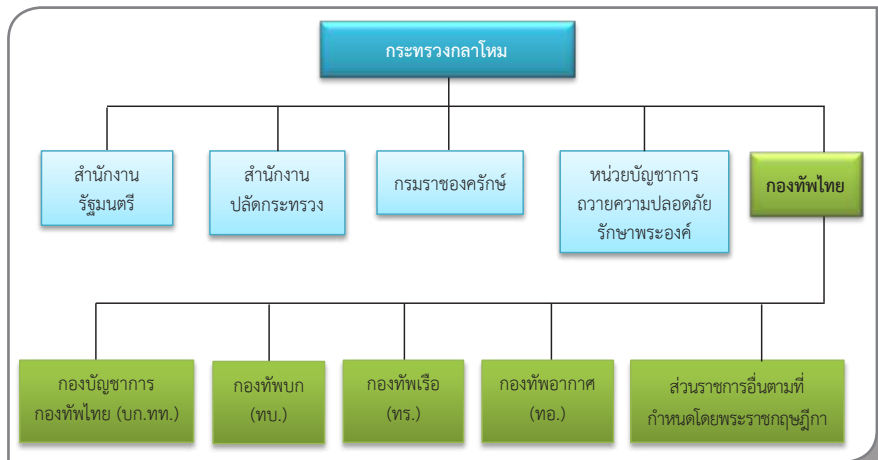 กระทรวงกลาโหม
สำนักงาน
รัฐมนตรี
สำนักงาน
ปลัดกระทรวง
กรมราชองครักษ์
หน่วยบัญชาการ
ถวายความปลอดภัย
รักษาพระองค์
กองทัพไทย
กองบัญชาการ
กองทัพไทย (บก.ทท.)
กองทัพบก
(ทบ.)
กองทัพเรือ
(ทร.)
กองทัพอากาศ
(ทอ.)
ส่วนราชการอื่นตามที่
กำหนดโดยพระราชกฤษฎีกา